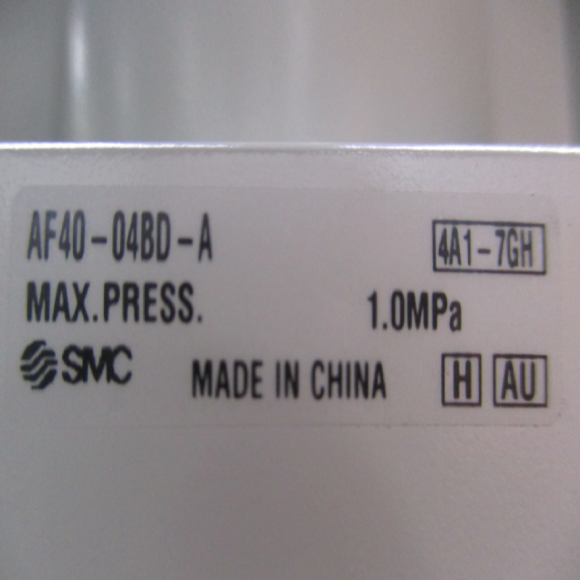 AF40-04BD-A 4A1-7GH
MAX.PRESS. 1.0MPa
SMC MADE IN CHINA H AU